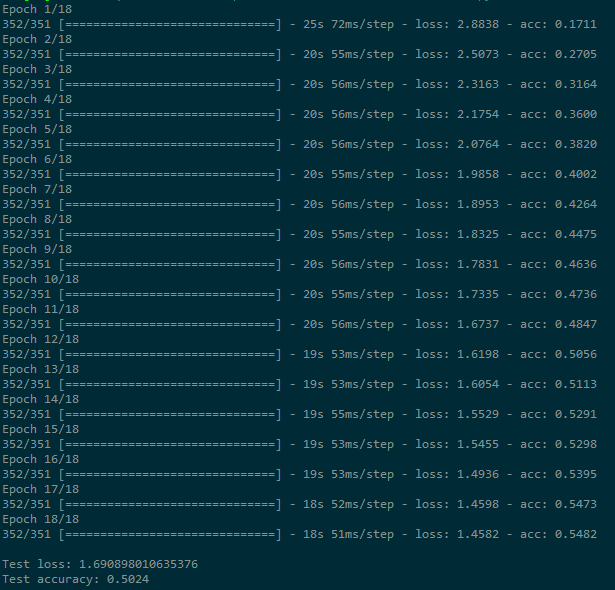 Epoch 1/18
352/351 [==============================] - 25s 72ms/step - loss: 2.8838 - acc: 0.1711
Epoch 2/18
352/351 [==============================] - 20s 55ms/step - loss: 2.5073 - acc: 0.2705
Epoch 3/18
352/351 [==============================] - 20s 56ms/step - loss: 2.3163 - acc: 0.3164
Epoch 4/18
352/351 [==============================] - 20s 56ms/step - loss: 2.1754 - acc: 0.3600
Epoch 5/18
352/351 [==============================] - 20s 56ms/step - loss: 2.0764 - acc: 0.3820
Epoch 6/18
352/351 [==============================] - 20s 55ms/step - loss: 1.9858 - acc: 0.4002
Epoch 7/18
352/351 [==============================] - 20s 56ms/step - loss: 1.8953 - acc: 0.4264
Epoch 8/18
352/351 [==============================] - 20s 55ms/step - loss: 1.8325 - acc: 0.4475
Epoch 9/18
352/351 [==============================] - 20s 56ms/step - loss: 1.7831 - acc: 0.4636
Epoch 10/18
352/351 [==============================] - 20s 55ms/step - loss: 1.7335 - acc: 0.4736
Epoch 11/18
352/351 [==============================] - 20s 56ms/step - loss: 1.6737 - acc: 0.4847
Epoch 12/18
352/351 [==============================] - 19s 53ms/step - loss: 1.6198 - acc: 0.5056
Epoch 13/18
352/351 [==============================] - 19s 53ms/step - loss: 1.6054 - acc: 0.5113
Epoch 14/18
352/351 [==============================] - 19s 55ms/step - loss: 1.5529 - acc: 0.5291
Epoch 15/18
352/351 [==============================] - 19s 53ms/step - loss: 1.5455 - acc: 0.5298
Epoch 16/18
352/351 [==============================] - 19s 53ms/step - loss: 1.4936 - acc: 0.5395
Epoch 17/18
352/351 [==============================] - 18s 52ms/step - loss: 1.4598 - acc: 0.5473
Epoch 18/18
352/351 [==============================] - 18s 51ms/step - loss: 1.4582 - acc: 0.5482
Test loss: 1.690898010635376
Test accuracy: 0.5024